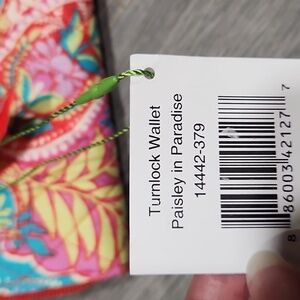 Turnlock Wallet
Paisley in Paradise
14442-379
86003 42127 7
8